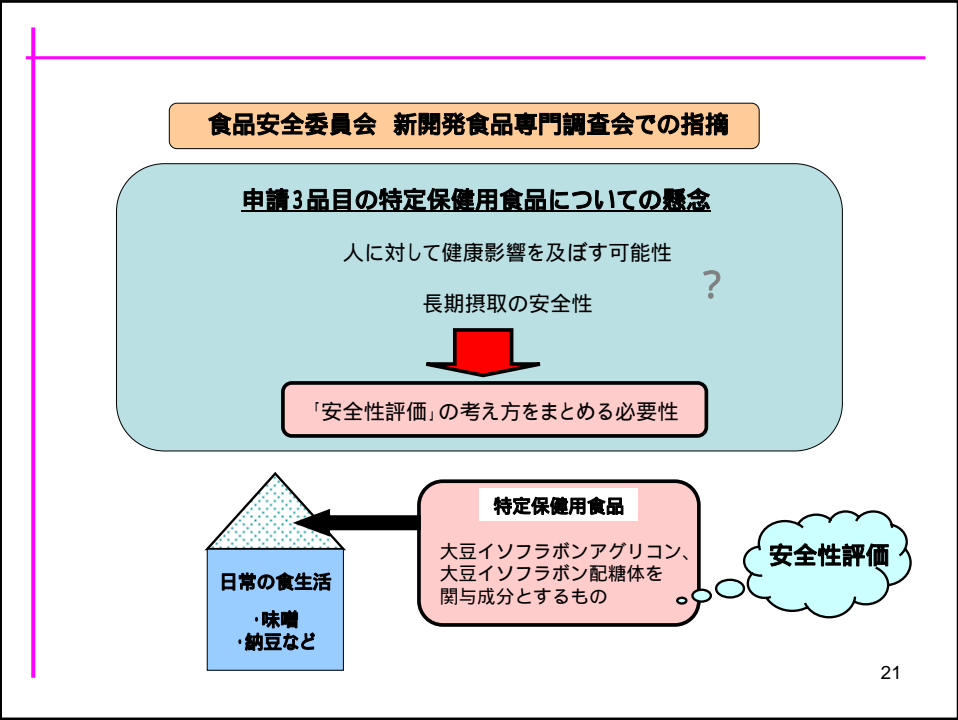 食品安全委員会　新開発食品専門調査会での指摘
申請3品目の特定保健用食品についての懸念
人に対して健康影響を及ぼす可能性
?
長期摂取の安全性
「安全性評価」の考え方をまとめる必要性
特定保健用食品
大豆イソフラボンアグリコン、
大豆イソフラボン配糖体を
関与成分とするもの
安全性評価
日常の食生活
・味噌
・納豆など
21